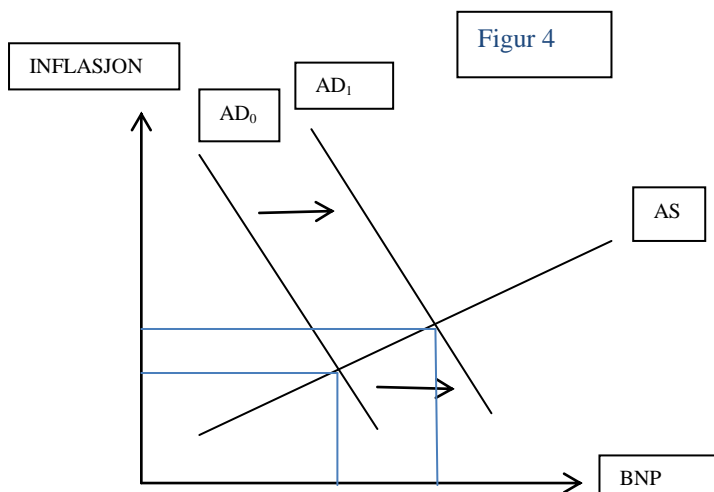 Figur 4
INFLASJON
AD₀
AD₁
AS
BNP